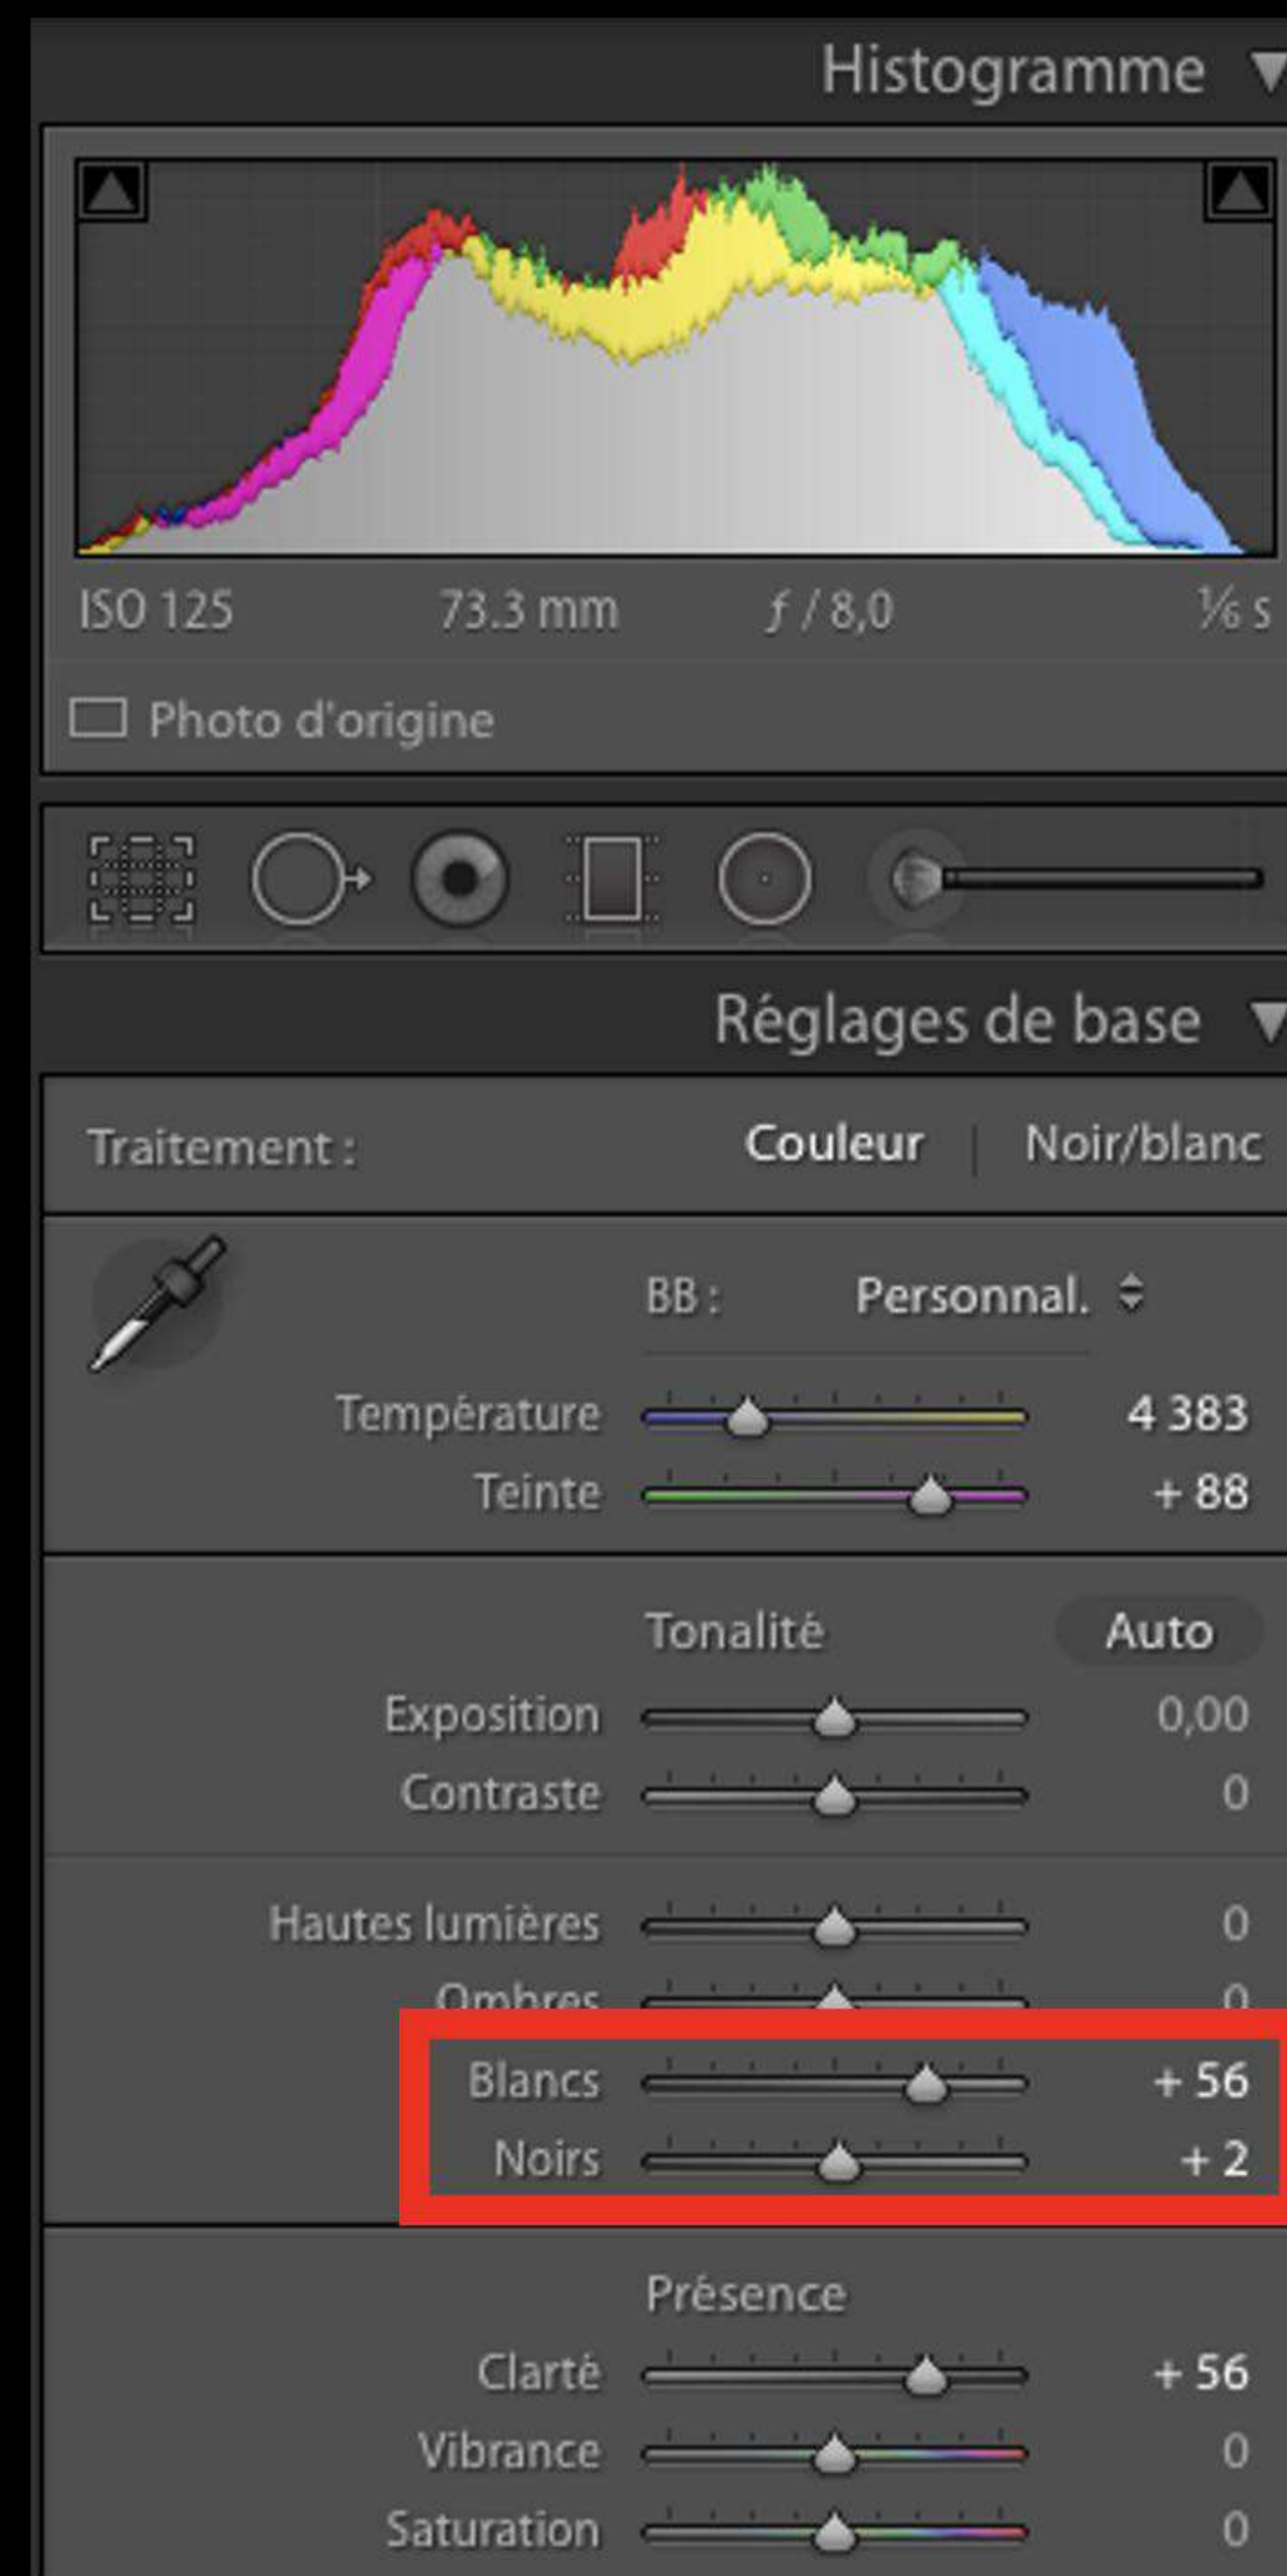 Histogramme
ISO 125 73.3 mm ƒ / 8,0 ⅙ s
Photo d'origine
Réglages de base
Traitement : Couleur | Noir/blanc
BB : Personnal.
Température 4 383
Teinte + 88
Tonalité Auto
Exposition 0,00
Contraste 0
Hautes lumières 0
Ombres 0
Blancs + 56
Noirs + 2
Présence
Clarté + 56
Vibrance 0
Saturation 0